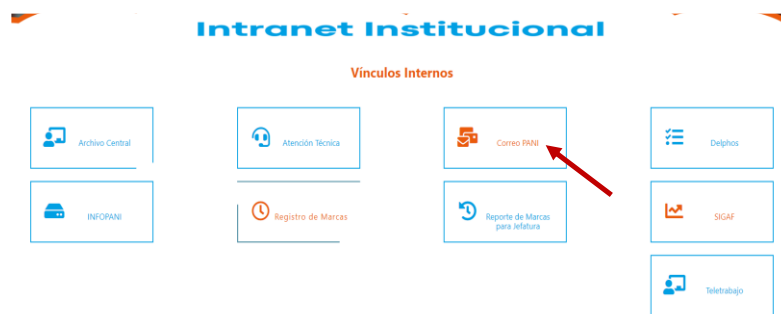 Intranet Institucional
Vínculos Internos
Archivo Central
Atención Técnica
Correo PANI
Delphos
INFOPANI
Registro de Marcas
Reporte de Marcas
para Jefatura
SIGAF
Teletrabajo